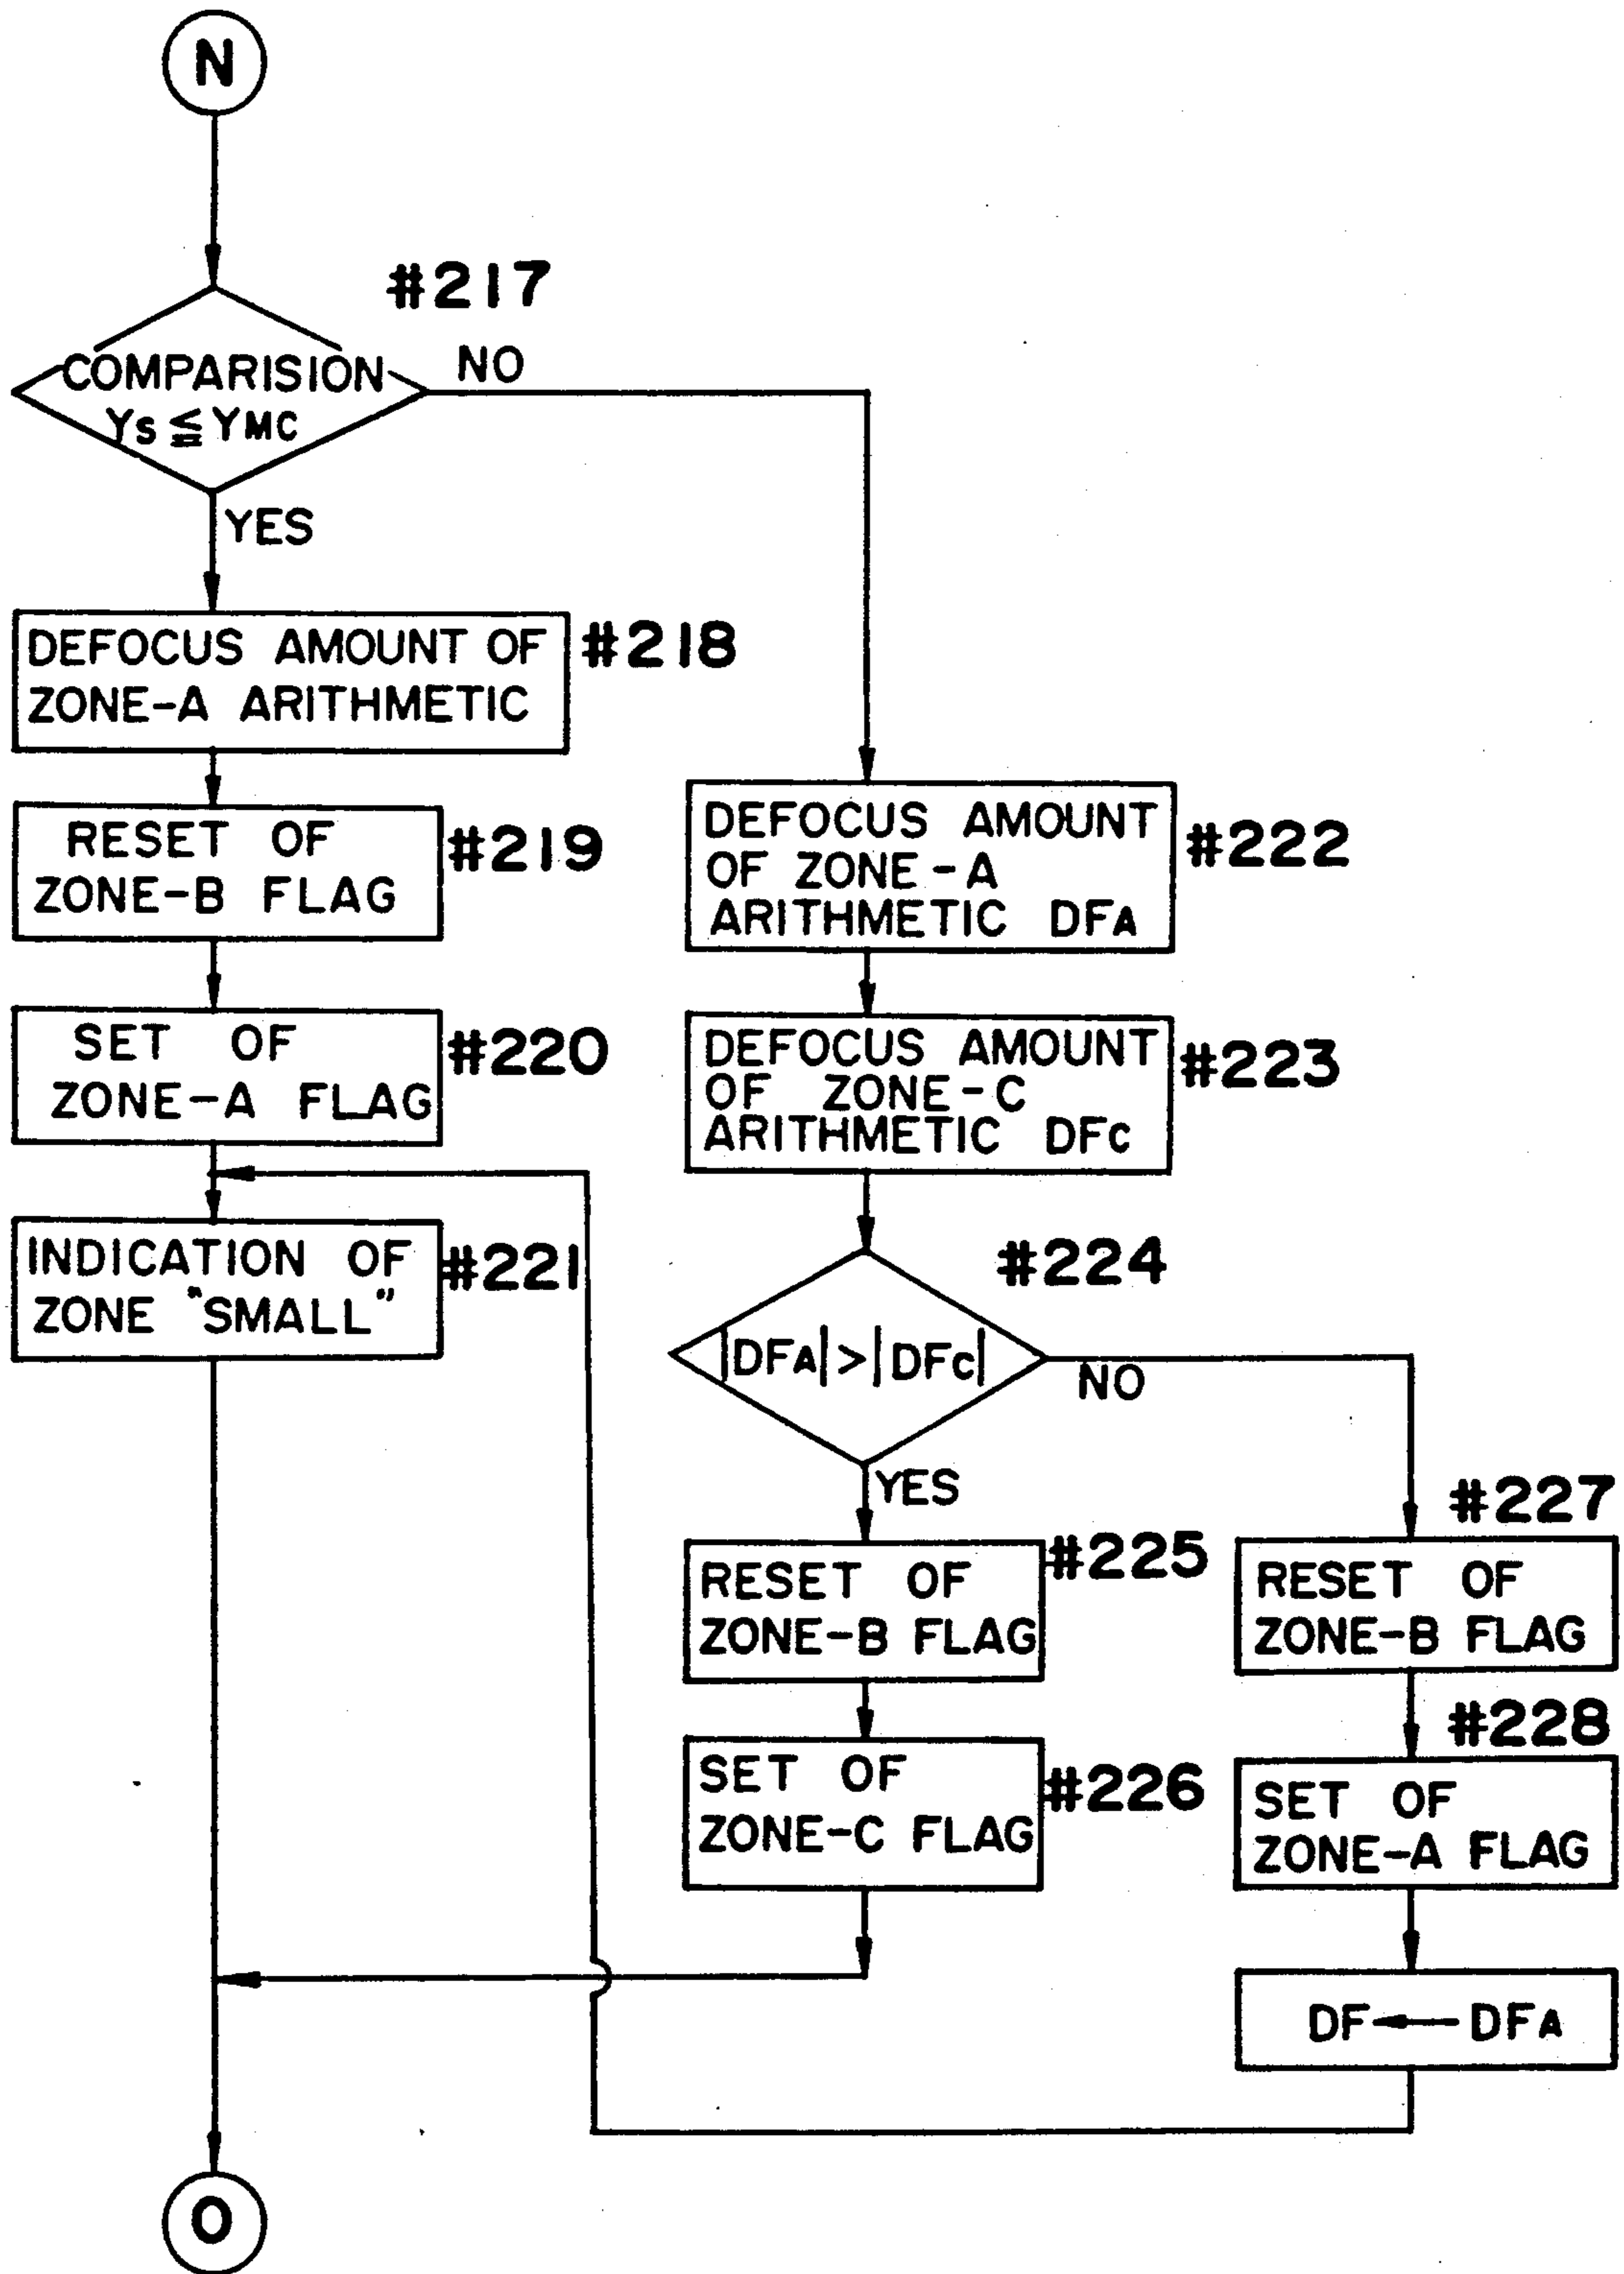 N
#217
COMPARISION
Ys ≦ YMC
NO
YES
DEFOCUS AMOUNT OF
ZONE-A ARITHMETIC
#218
RESET OF
ZONE-B FLAG
#219
SET OF
ZONE-A FLAG
#220
INDICATION OF
ZONE "SMALL"
#221
DEFOCUS AMOUNT
OF ZONE-A
ARITHMETIC DFA
#222
DEFOCUS AMOUNT
OF ZONE-C
ARITHMETIC DFC
#223
#224
|DFA|>|DFC|
NO
YES
RESET OF
ZONE-B FLAG
#225
SET OF
ZONE-C FLAG
#226
#227
RESET OF
ZONE-B FLAG
#228
SET OF
ZONE-A FLAG
DF ← DFA
O